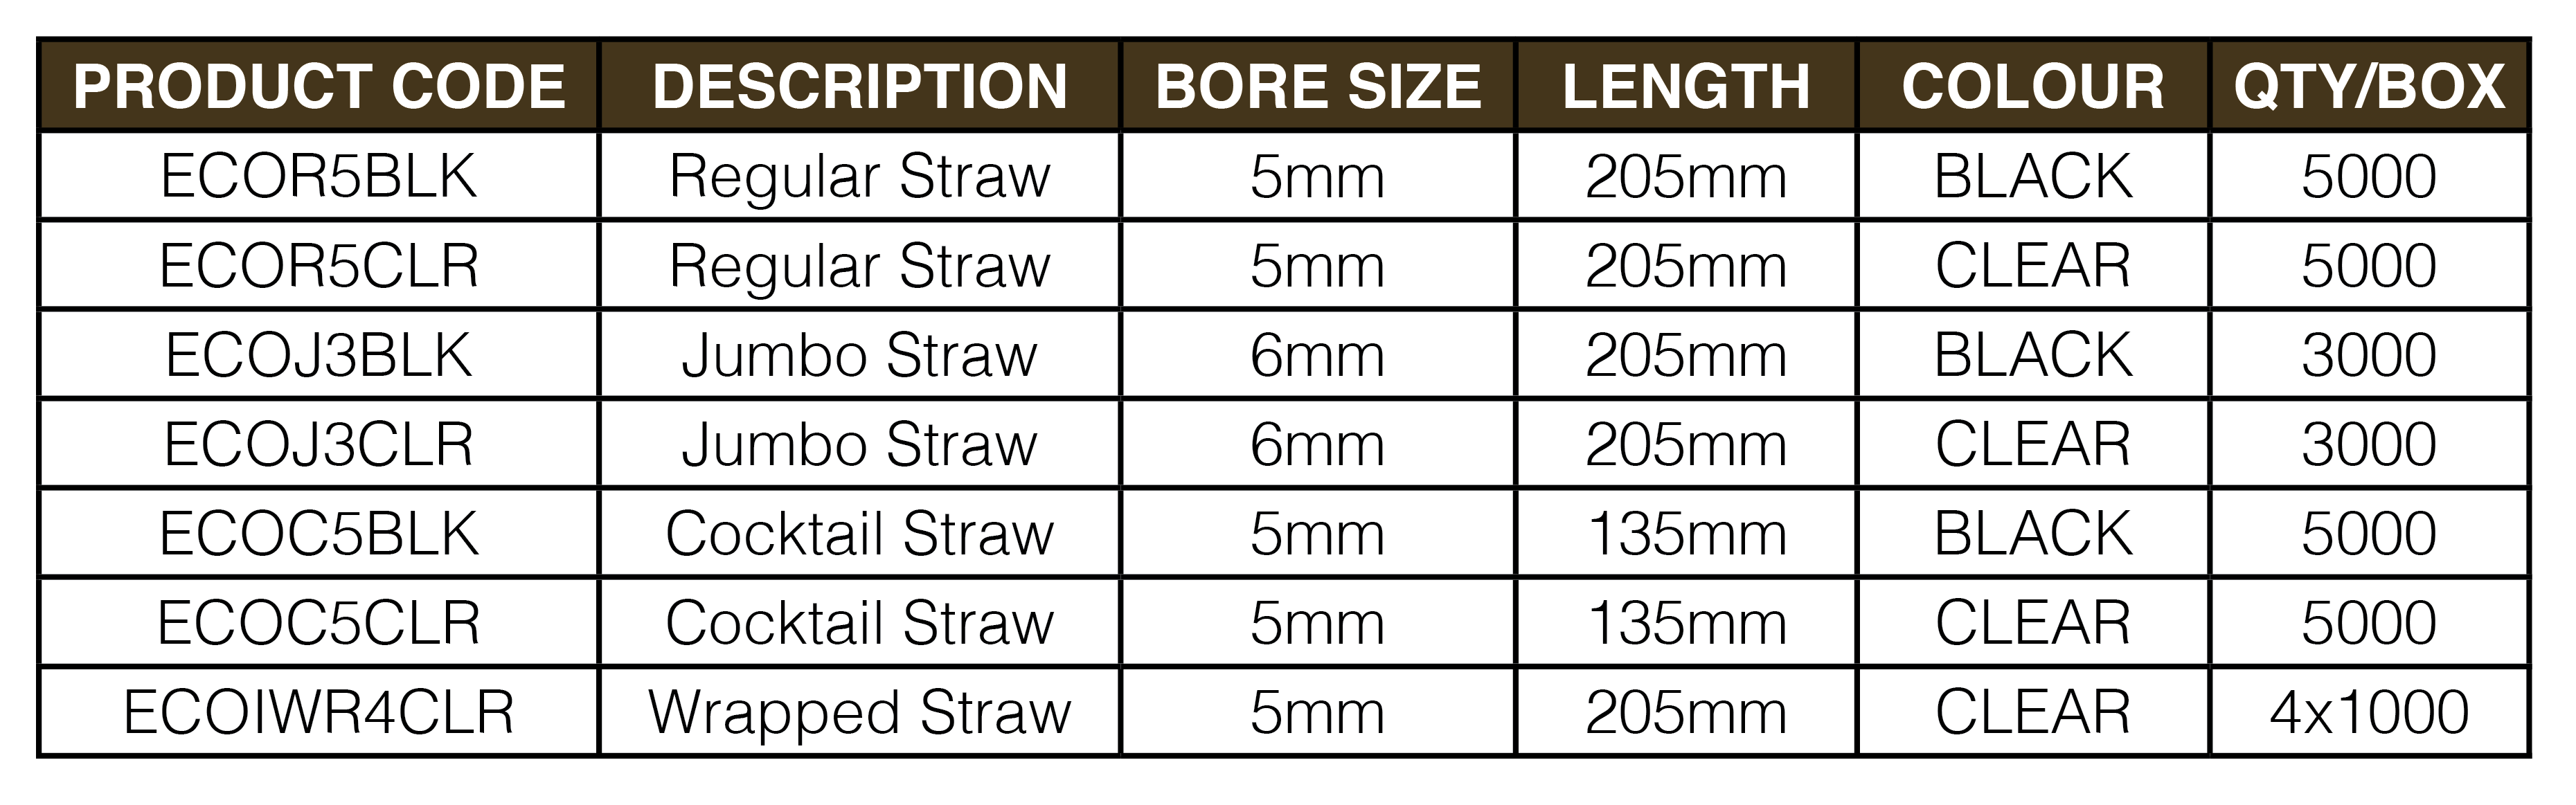 PRODUCT CODE DESCRIPTION BORE SIZE LENGTH COLOUR QTY/BOX
ECOR5BLK Regular Straw 5mm 205mm BLACK 5000
ECOR5CLR Regular Straw 5mm 205mm CLEAR 5000
ECOJ3BLK Jumbo Straw 6mm 205mm BLACK 3000
ECOJ3CLR Jumbo Straw 6mm 205mm CLEAR 3000
ECOC5BLK Cocktail Straw 5mm 135mm BLACK 5000
ECOC5CLR Cocktail Straw 5mm 135mm CLEAR 5000
ECOIWR4CLR Wrapped Straw 5mm 205mm CLEAR 4x1000